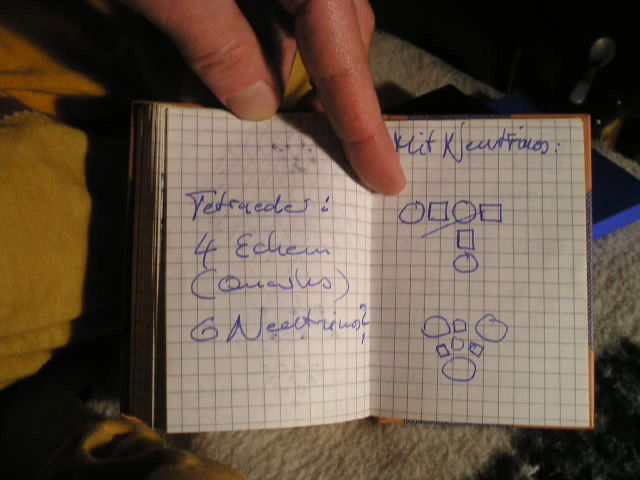 Tetraeder:
4 Ecken
(Quarks)
6 Neutrinos?!
Mit Neutrinos: